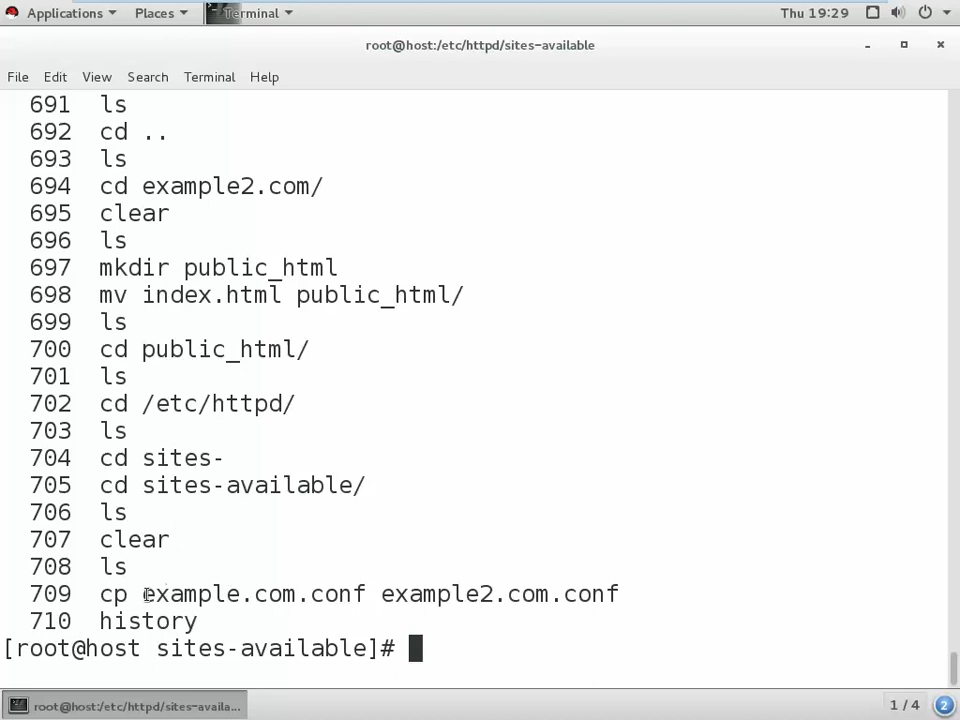 Applications Places Terminal Thu 19:29
root@host:/etc/httpd/sites-available
File Edit View Search Terminal Help
691 ls
692 cd ..
693 ls
694 cd example2.com/
695 clear
696 ls
697 mkdir public_html
698 mv index.html public_html/
699 ls
700 cd public_html/
701 ls
702 cd /etc/httpd/
703 ls
704 cd sites-
705 cd sites-available/
706 ls
707 clear
708 ls
709 cp example.com.conf example2.com.conf
710 history
[root@host sites-available]#
root@host:/etc/httpd/sites-availa... 1 / 4 2